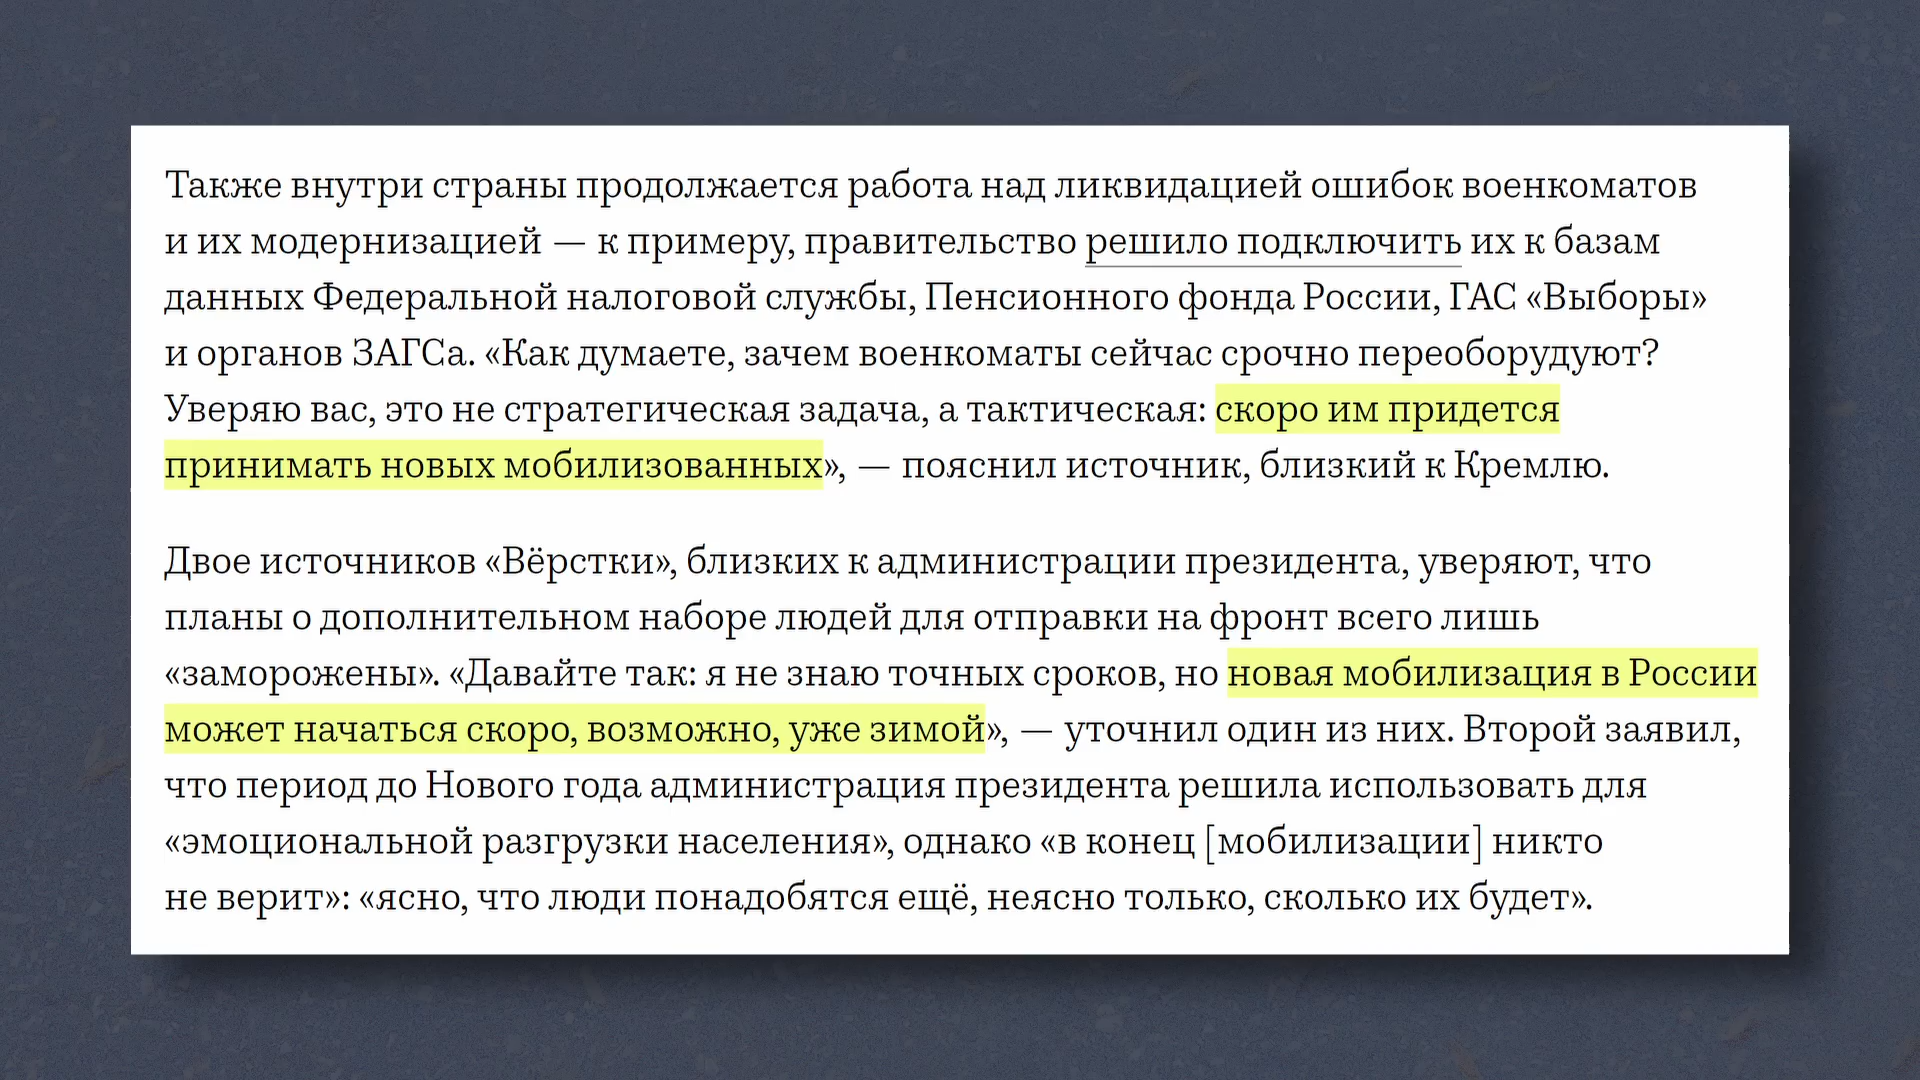 Также внутри страны продолжается работа над ликвидацией ошибок военкоматов
и их модернизацией — к примеру, правительство решило подключить их к базам
данных Федеральной налоговой службы, Пенсионного фонда России, ГАС «Выборы»
и органов ЗАГСа. «Как думаете, зачем военкоматы сейчас срочно переоборудуют?
Уверяю вас, это не стратегическая задача, а тактическая: скоро им придется
принимать новых мобилизованных», — пояснил источник, близкий к Кремлю.
Двое источников «Вёрстки», близких к администрации президента, уверяют, что
планы о дополнительном наборе людей для отправки на фронт всего лишь
«заморожены». «Давайте так: я не знаю точных сроков, но новая мобилизация в России
может начаться скоро, возможно, уже зимой», — уточнил один из них. Второй заявил,
что период до Нового года администрация президента решила использовать для
«эмоциональной разгрузки населения», однако «в конец [мобилизации] никто
не верит»: «ясно, что люди понадобятся ещё, неясно только, сколько их будет».